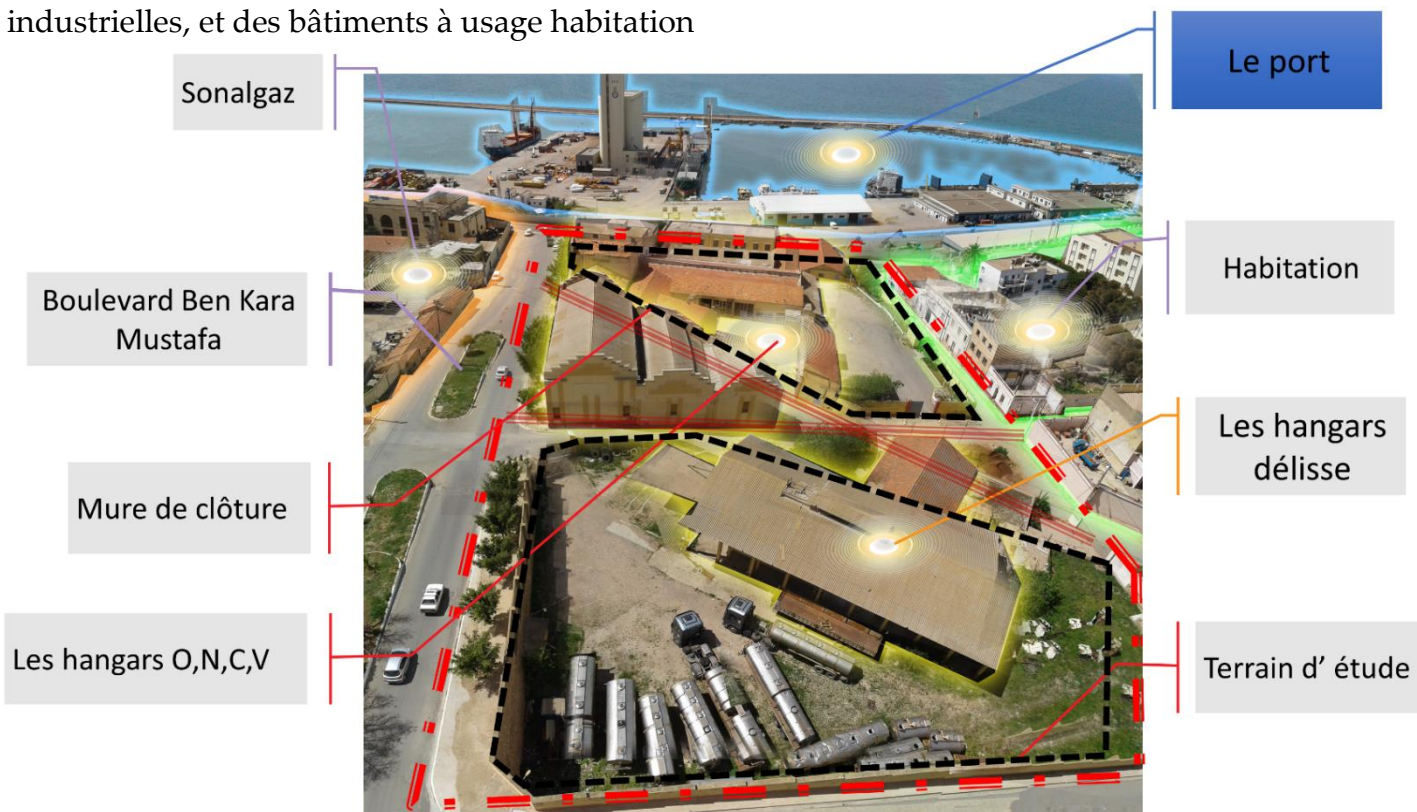 industrielles, et des bâtiments à usage habitation
Le port
Sonalgaz
Habitation
Boulevard Ben Kara
Mustafa
Les hangars
délisse
Mure de clôture
Les hangars O,N,C,V
Terrain d’ étude